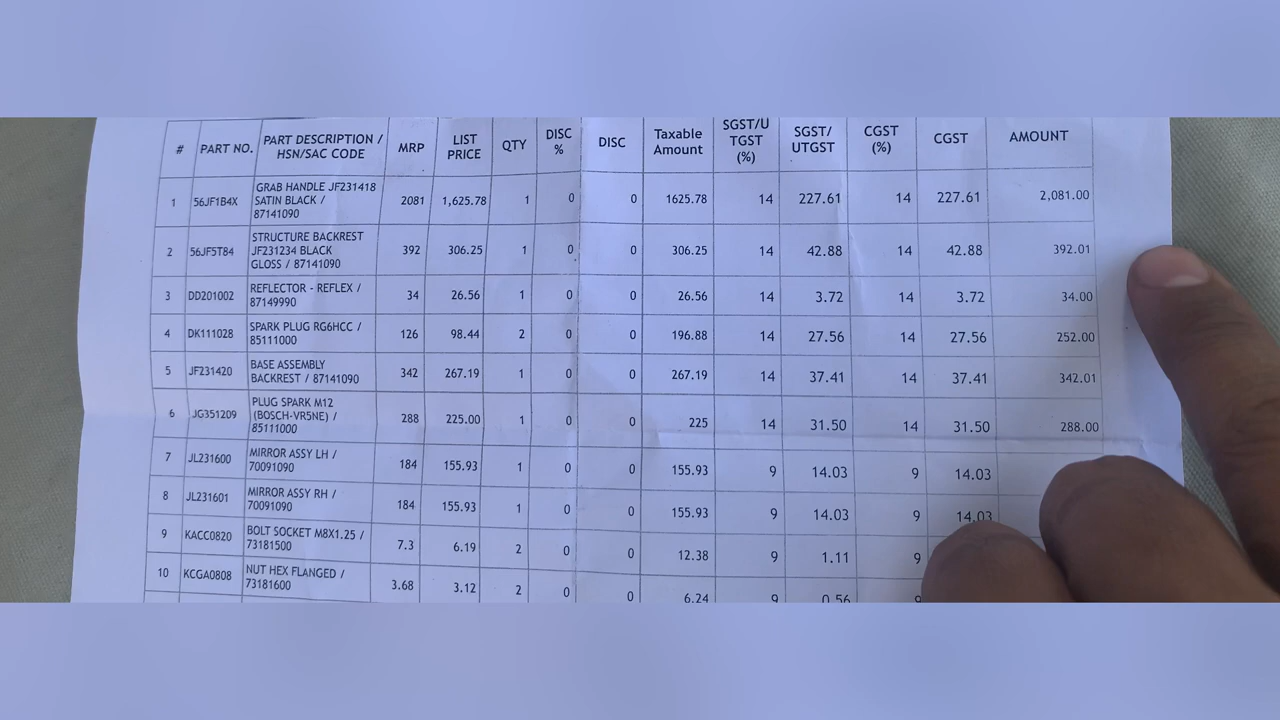 # PART NO. PART DESCRIPTION / HSN/SAC CODE MRP LIST PRICE QTY DISC % DISC Taxable Amount SGST/U TGST (%) SGST/ UTGST CGST (%) CGST AMOUNT
1 56JF1B4X GRAB HANDLE JF231418 SATIN BLACK / 87141090 2081 1,625.78 1 0 0 1625.78 14 227.61 14 227.61 2,081.00
2 56JF5T84 STRUCTURE BACKREST JF231234 BLACK GLOSS / 87141090 392 306.25 1 0 0 306.25 14 42.88 14 42.88 392.01
3 DD201002 REFLECTOR - REFLEX / 87149990 34 26.56 1 0 0 26.56 14 3.72 14 3.72 34.00
4 DK111028 SPARK PLUG RG6HCC / 85111000 126 98.44 2 0 0 196.88 14 27.56 14 27.56 252.00
5 JF231420 BASE ASSEMBLY BACKREST / 87141090 342 267.19 1 0 0 267.19 14 37.41 14 37.41 342.01
6 JG351209 PLUG SPARK M12 (BOSCH-VR5NE) / 85111000 288 225.00 1 0 0 225 14 31.50 14 31.50 288.00
7 JL231600 MIRROR ASSY LH / 70091090 184 155.93 1 0 0 155.93 9 14.03 9 14.03
8 JL231601 MIRROR ASSY RH / 70091090 184 155.93 1 0 0 155.93 9 14.03 9 14.03
9 KACC0820 BOLT SOCKET M8X1.25 / 73181500 7.3 6.19 2 0 0 12.38 9 1.11 9
10 KCGA0808 NUT HEX FLANGED / 73181600 3.68 3.12 2 0 0 6.24 9 0.56 9